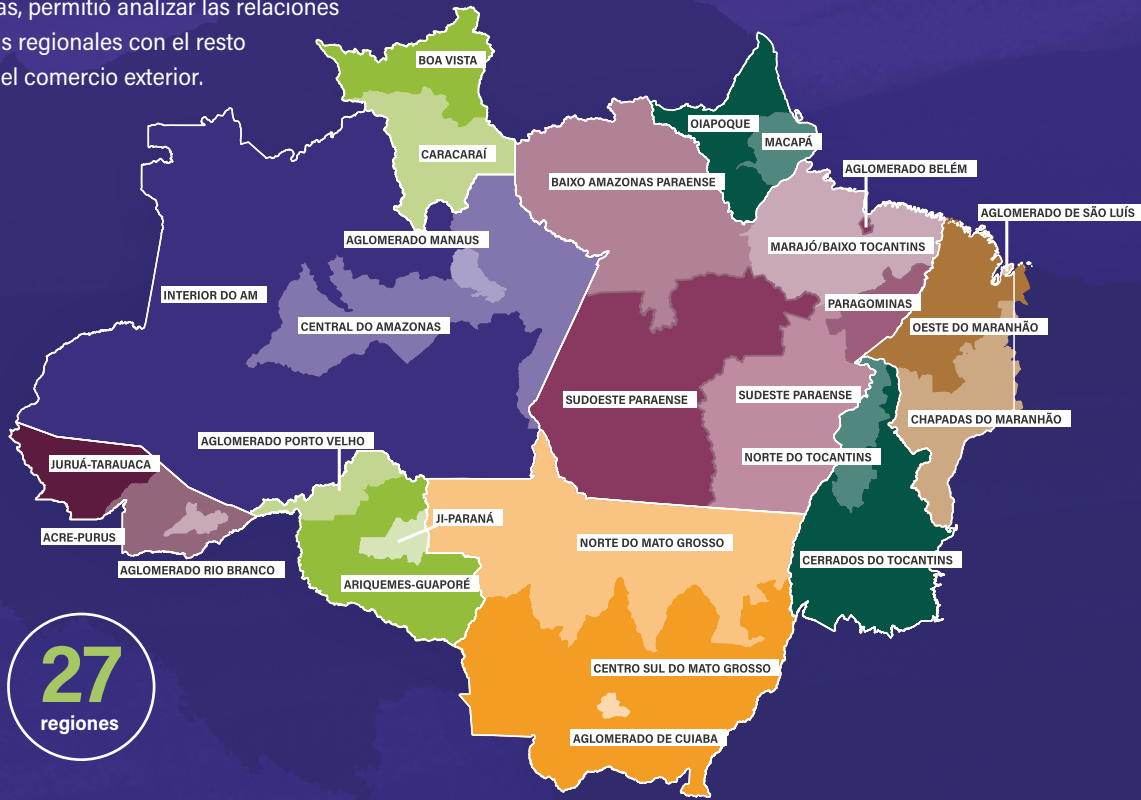 as, permitió analizar las relaciones
s regionales con el resto
el comercio exterior.
BOA VISTA
OIAPOQUE
MACAPÁ
CARACARAÍ
AGLOMERADO BELÉM
BAIXO AMAZONAS PARAENSE
AGLOMERADO DE SÃO LUÍS
AGLOMERADO MANAUS
MARAJÓ/BAIXO TOCANTINS
INTERIOR DO AM
PARAGOMINAS
CENTRAL DO AMAZONAS
OESTE DO MARANHÃO
SUDOESTE PARAENSE
SUDESTE PARAENSE
CHAPADAS DO MARANHÃO
AGLOMERADO PORTO VELHO
NORTE DO TOCANTINS
JURUÁ-TARAUACA
JI-PARANÁ
ACRE-PURUS
NORTE DO MATO GROSSO
CERRADOS DO TOCANTINS
AGLOMERADO RIO BRANCO
ARIQUEMES-GUAPORÉ
27
regiones
CENTRO SUL DO MATO GROSSO
AGLOMERADO DE CUIABA